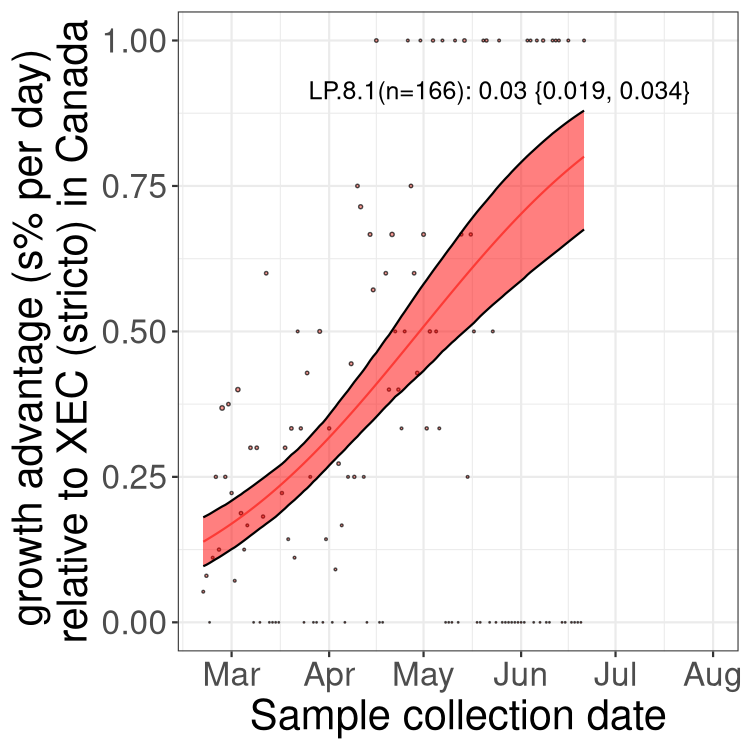 growth advantage (s% per day)
relative to XEC (stricto) in Canada
1.00
0.75
0.50
0.25
0.00
LP.8.1(n=166): 0.03 {0.019, 0.034}
Mar Apr May Jun Jul Aug
Sample collection date